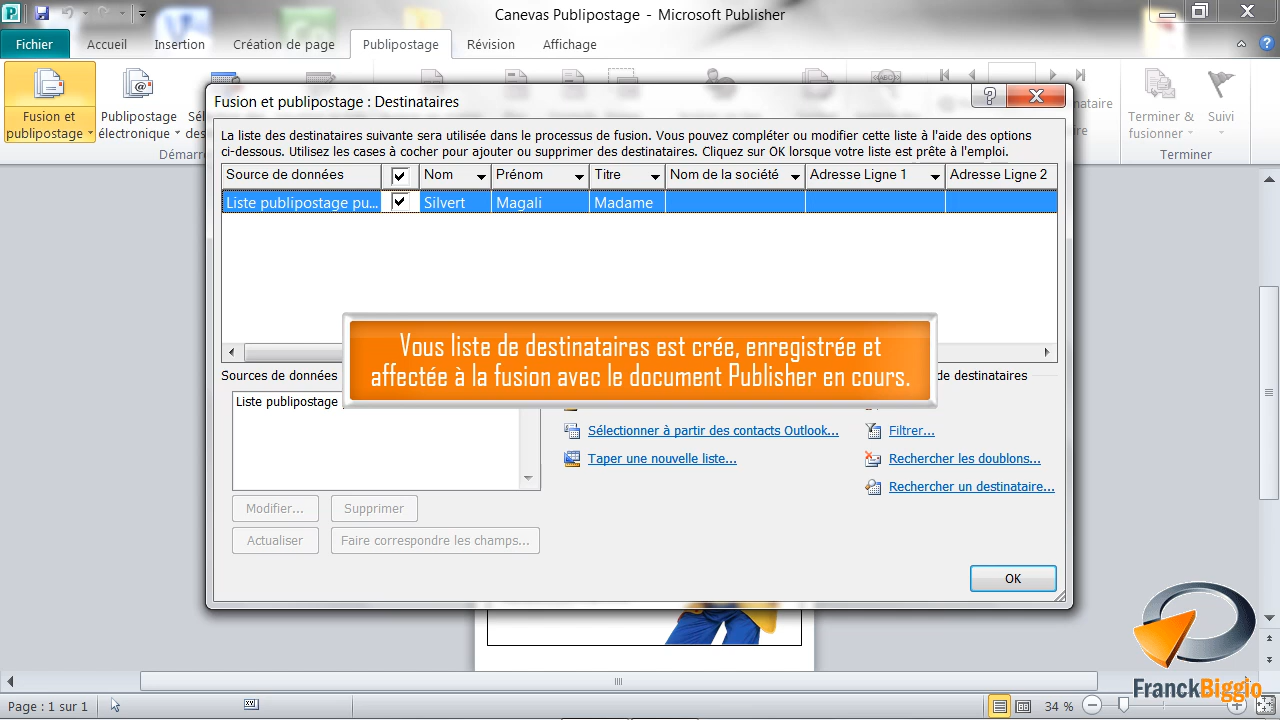 Canevas Publipostage - Microsoft Publisher
Fichier Accueil Insertion Création de page Publipostage Révision Affichage
Fusion et publipostage
Publipostage électronique
Terminer & fusionner
Suivi
Terminer
Fusion et publipostage : Destinataires
La liste des destinataires suivante sera utilisée dans le processus de fusion. Vous pouvez compléter ou modifier cette liste à l'aide des options
ci-dessous. Utilisez les cases à cocher pour ajouter ou supprimer des destinataires. Cliquez sur OK lorsque votre liste est prête à l'emploi.
Source de données Nom Prénom Titre Nom de la société Adresse Ligne 1 Adresse Ligne 2
Liste publipostage pu... Silvert Magali Madame
Vous liste de destinataires est crée, enregistrée et
affectée à la fusion avec le document Publisher en cours.
Sources de données de destinataires
Liste publipostage
Sélectionner à partir des contacts Outlook... Filtrer...
Taper une nouvelle liste... Rechercher les doublons...
Rechercher un destinataire...
Modifier... Supprimer
Actualiser Faire correspondre les champs...
OK
FranckBiggio
Page : 1 sur 1 34 %